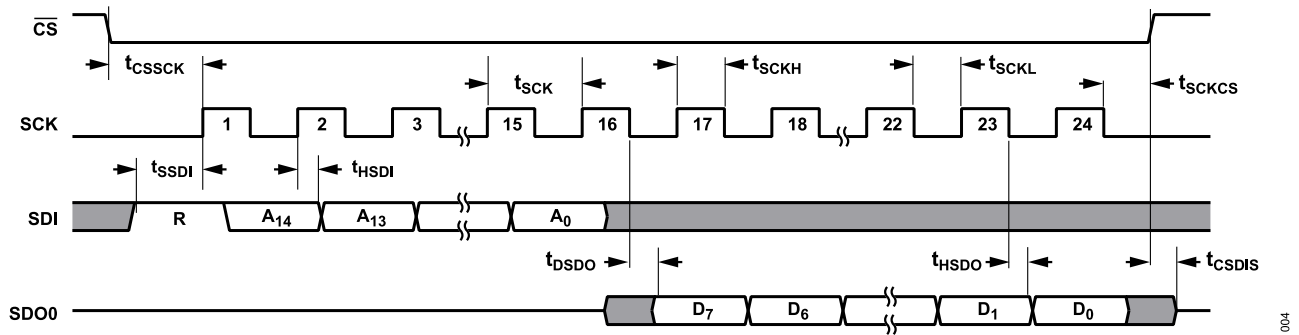 CS
tCSSCK
tSCK
tSCKH
tSCKL
tSCKCS
SCK 1 2 3 15 16 17 18 22 23 24
tSSDI
tHSDI
SDI R A14 A13 A0
tDSDO
tHSDO
tCSDIS
SDO0 D7 D6 D1 D0
004